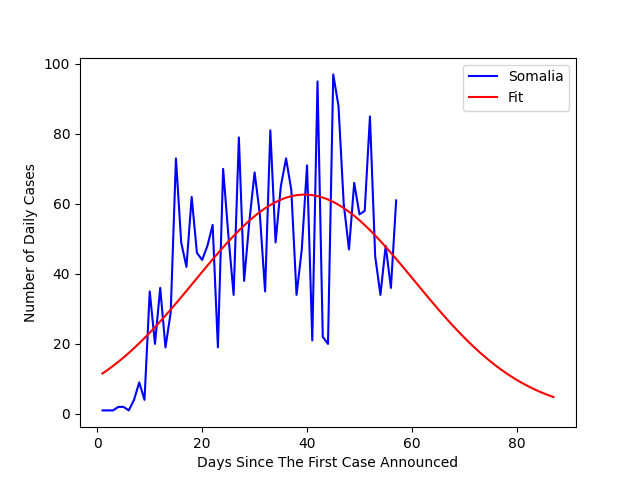 100
80
60
40
20
0
0 20 40 60 80
Number of Daily Cases
Days Since The First Case Announced
Somalia
Fit